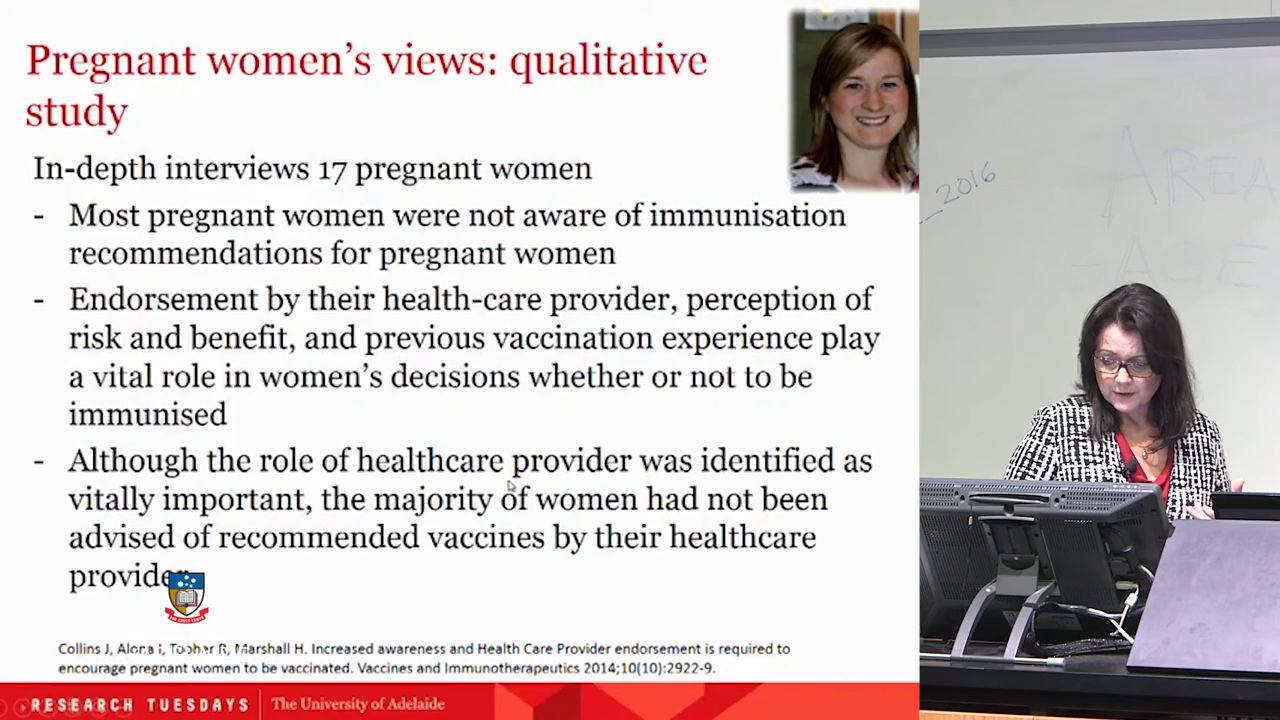 Pregnant women's views: qualitative
study
In-depth interviews 17 pregnant women
- Most pregnant women were not aware of immunisation
recommendations for pregnant women
- Endorsement by their health-care provider, perception of
risk and benefit, and previous vaccination experience play
a vital role in women's decisions whether or not to be
immunised
- Although the role of healthcare provider was identified as
vitally important, the majority of women had not been
advised of recommended vaccines by their healthcare
provider
Collins J, Alona i, Tooher R, Marshall H. Increased awareness and Health Care Provider endorsement is required to
encourage pregnant women to be vaccinated. Vaccines and Immunotherapeutics 2014;10(10):2922-9.
RESEARCH TUESDAYS The University of Adelaide
2016
AREA
- AGE